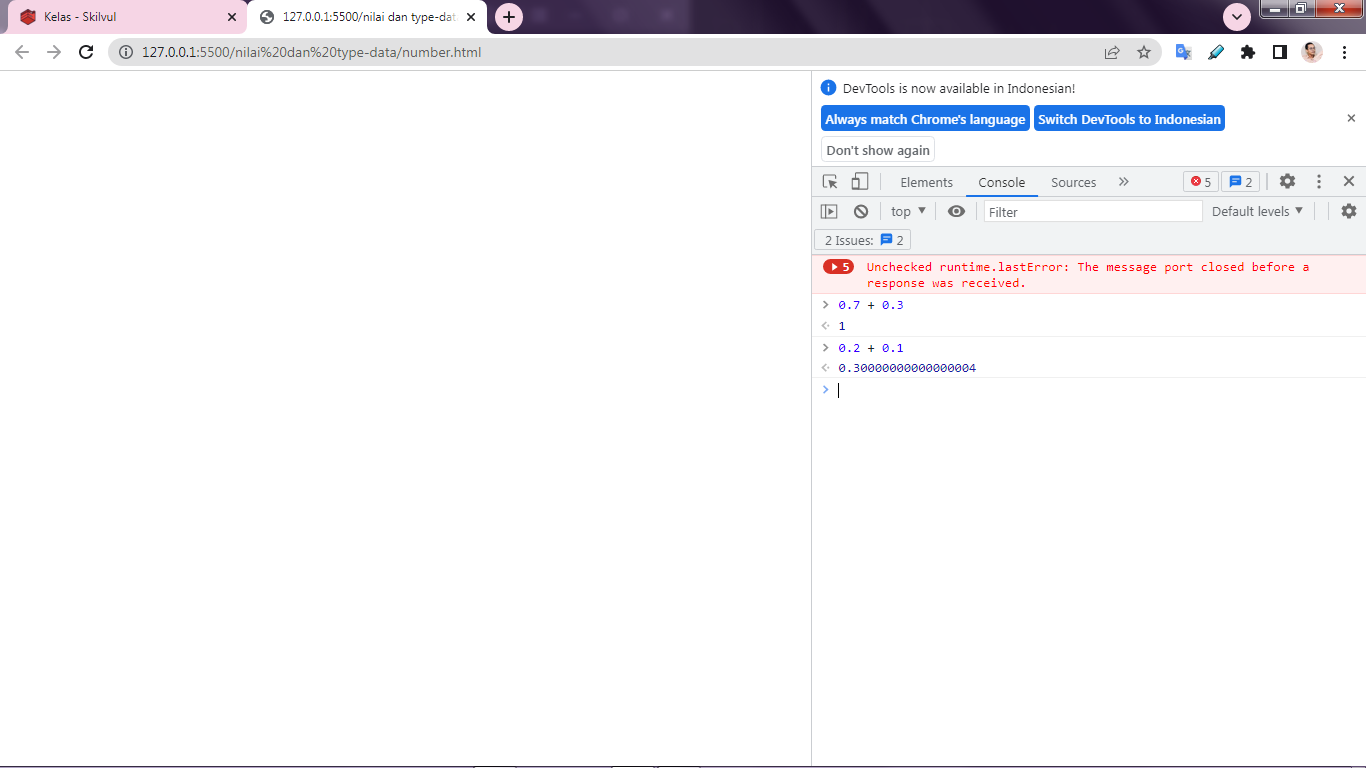 Kelas - Skilvul
127.0.0.1:5500/nilai dan type-dat
127.0.0.1:5500/nilai%20dan%20type-data/number.html
DevTools is now available in Indonesian!
Always match Chrome's language
Switch DevTools to Indonesian
Don't show again
Elements Console Sources 5 2
top Filter Default levels
2 Issues: 2
5 Unchecked runtime.lastError: The message port closed before a
response was received.
0.7 + 0.3
1
0.2 + 0.1
0.30000000000000004